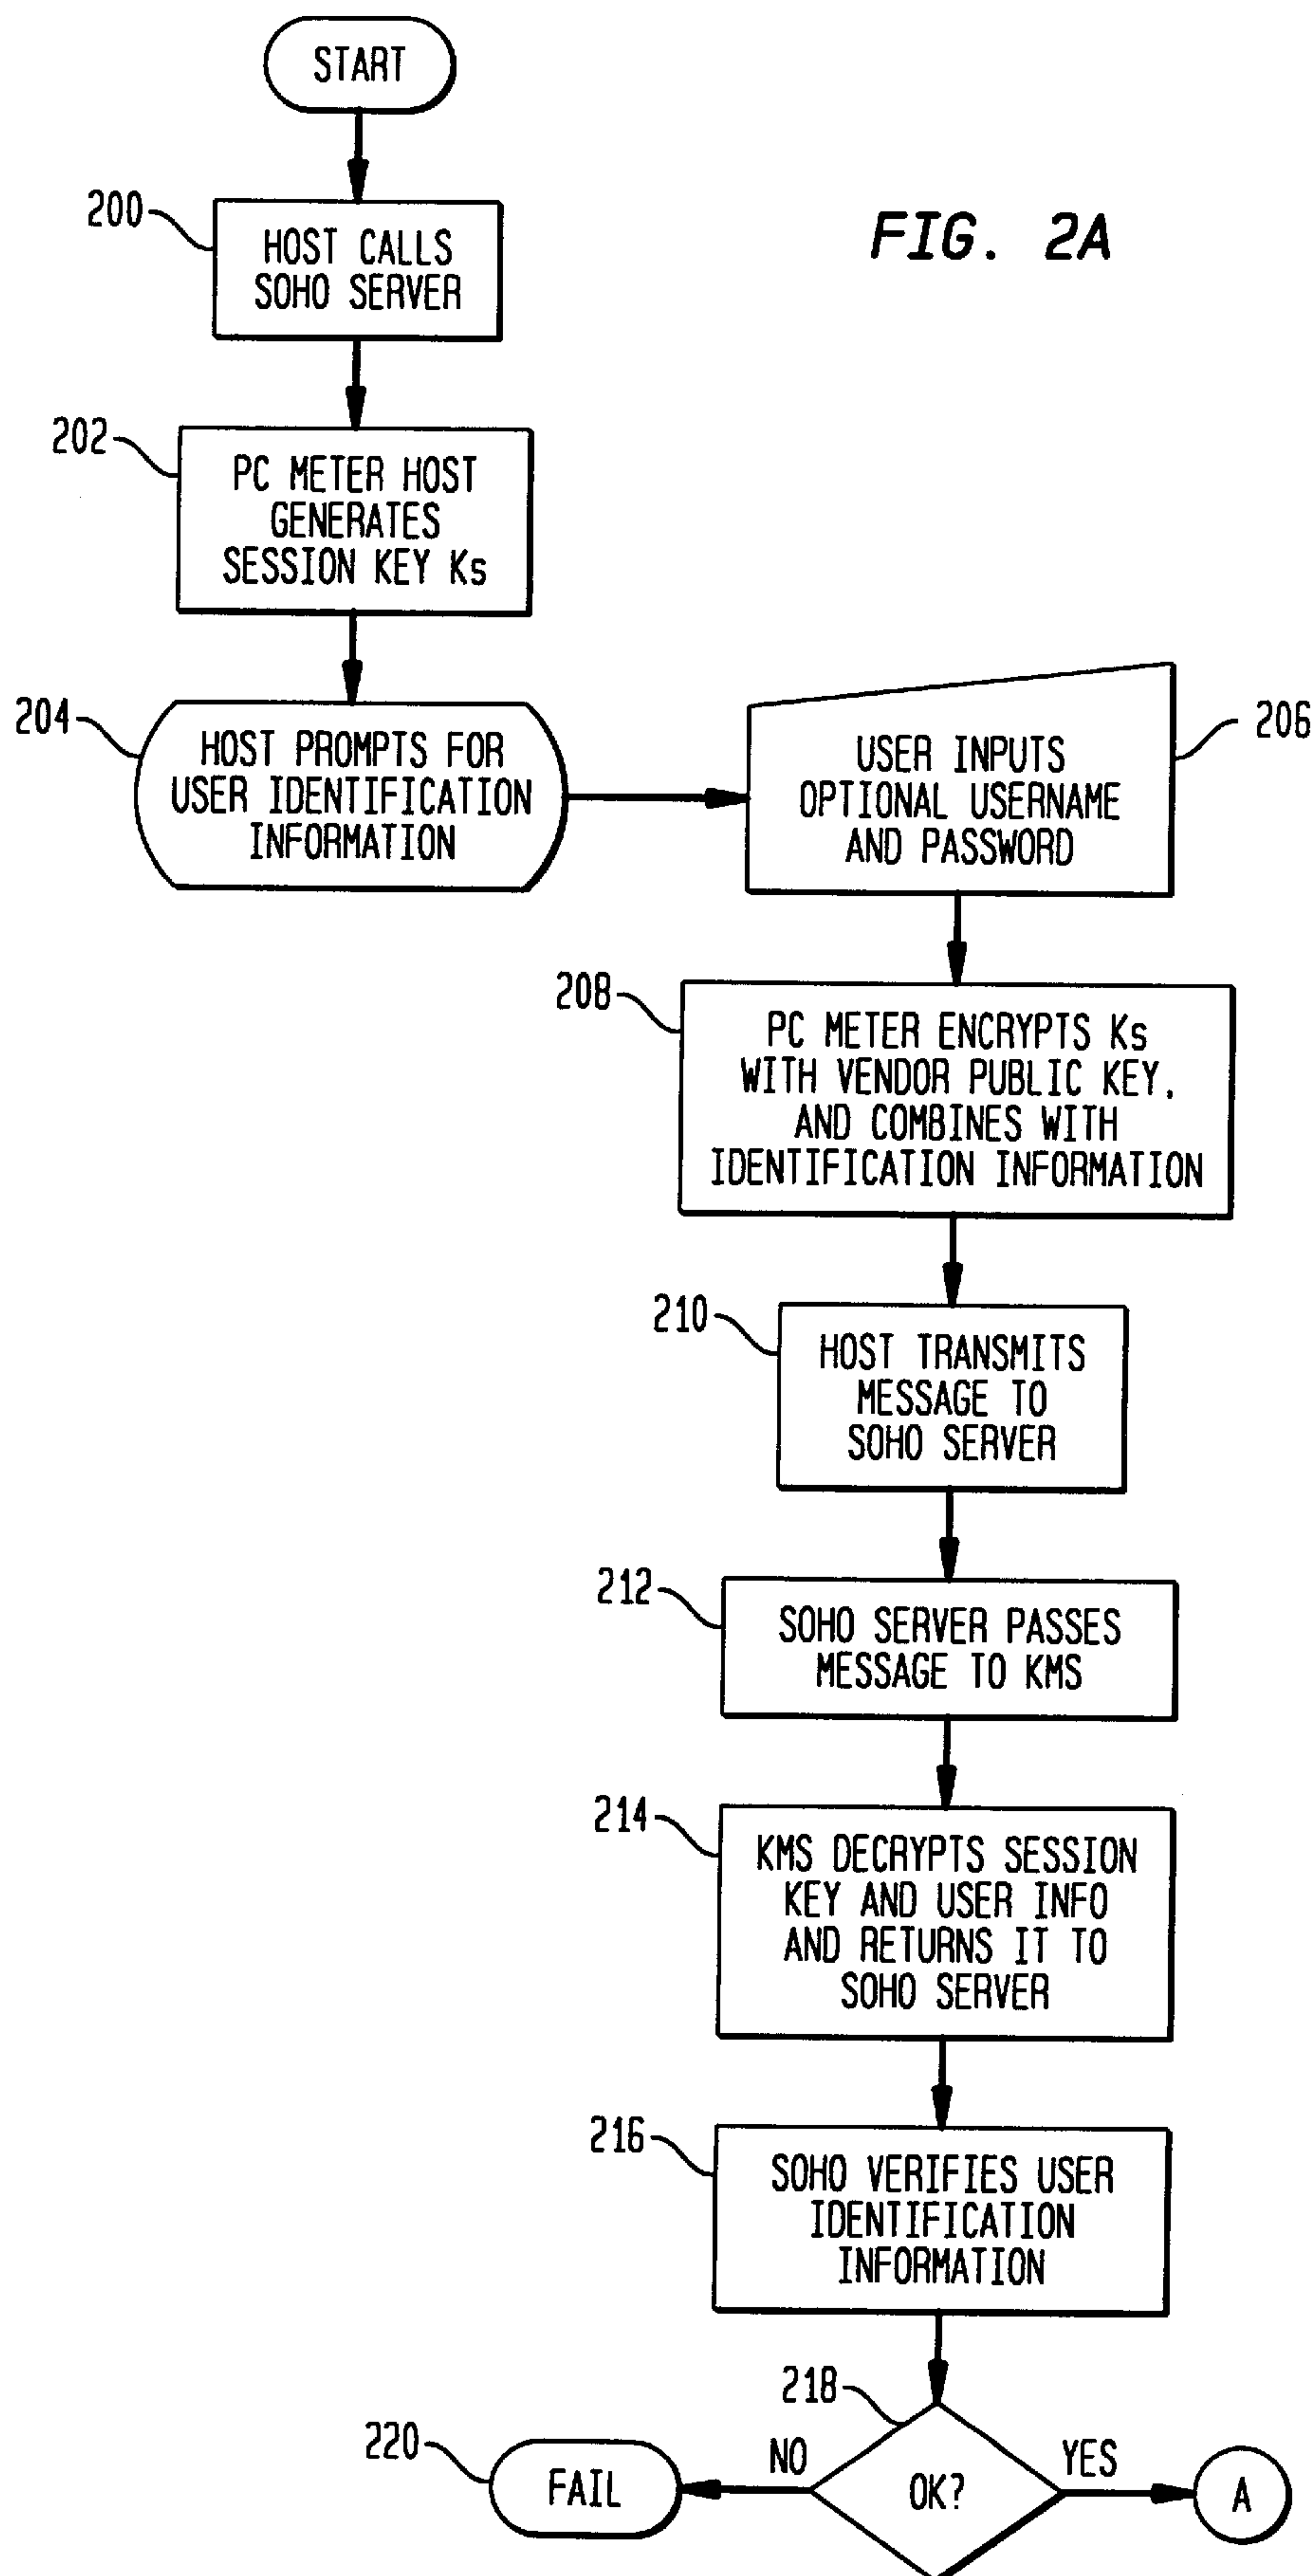 START
FIG. 2A
200
HOST CALLS
SOHO SERVER
202
PC METER HOST
GENERATES
SESSION KEY Ks
204
HOST PROMPTS FOR
USER IDENTIFICATION
INFORMATION
206
USER INPUTS
OPTIONAL USERNAME
AND PASSWORD
208
PC METER ENCRYPTS Ks
WITH VENDOR PUBLIC KEY,
AND COMBINES WITH
IDENTIFICATION INFORMATION
210
HOST TRANSMITS
MESSAGE TO
SOHO SERVER
212
SOHO SERVER PASSES
MESSAGE TO KMS
214
KMS DECRYPTS SESSION
KEY AND USER INFO
AND RETURNS IT TO
SOHO SERVER
216
SOHO VERIFIES USER
IDENTIFICATION
INFORMATION
218
OK?
NO
YES
220
FAIL
A